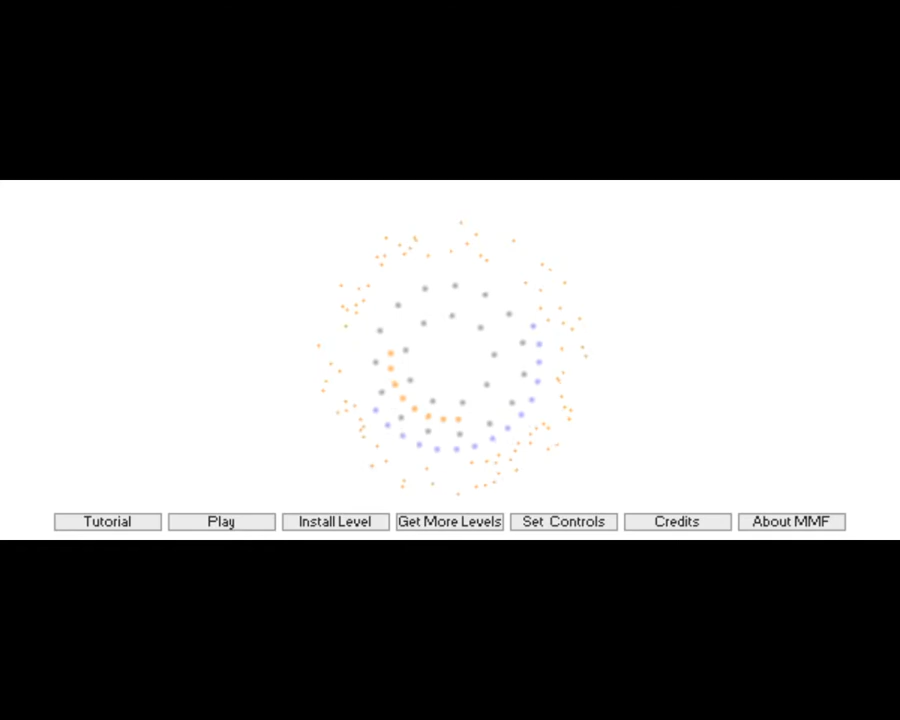 Tutorial
Play
Install Level
Get More Levels
Set Controls
Credits
About MMF